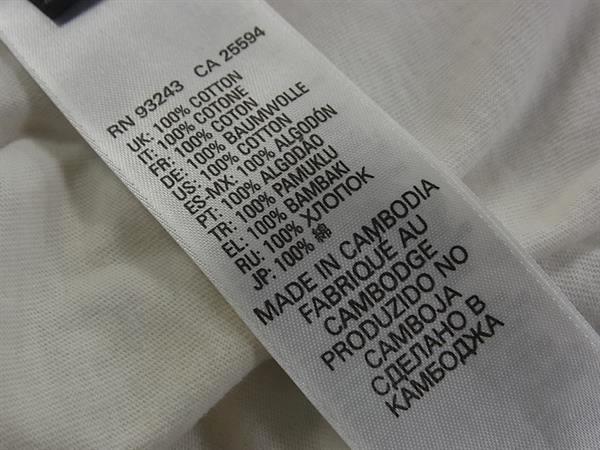 RN 93243 CA 25594
UK: 100% COTTON
IT: 100% COTONE
FR: 100% COTON
DE: 100% BAUMWOLLE
US: 100% COTTON
ES-MX: 100% ALGODÓN
PT: 100% ALGODAO
TR: 100% PAMUKLU
EL: 100% BAMBAKI
RU: 100% ХЛОПОК
JP: 100% 綿
MADE IN CAMBODIA
FABRIQUE AU
CAMBODGE
PRODUZIDO NO
CAMBOJA
СДЕЛАНО В
КАМБОДЖА